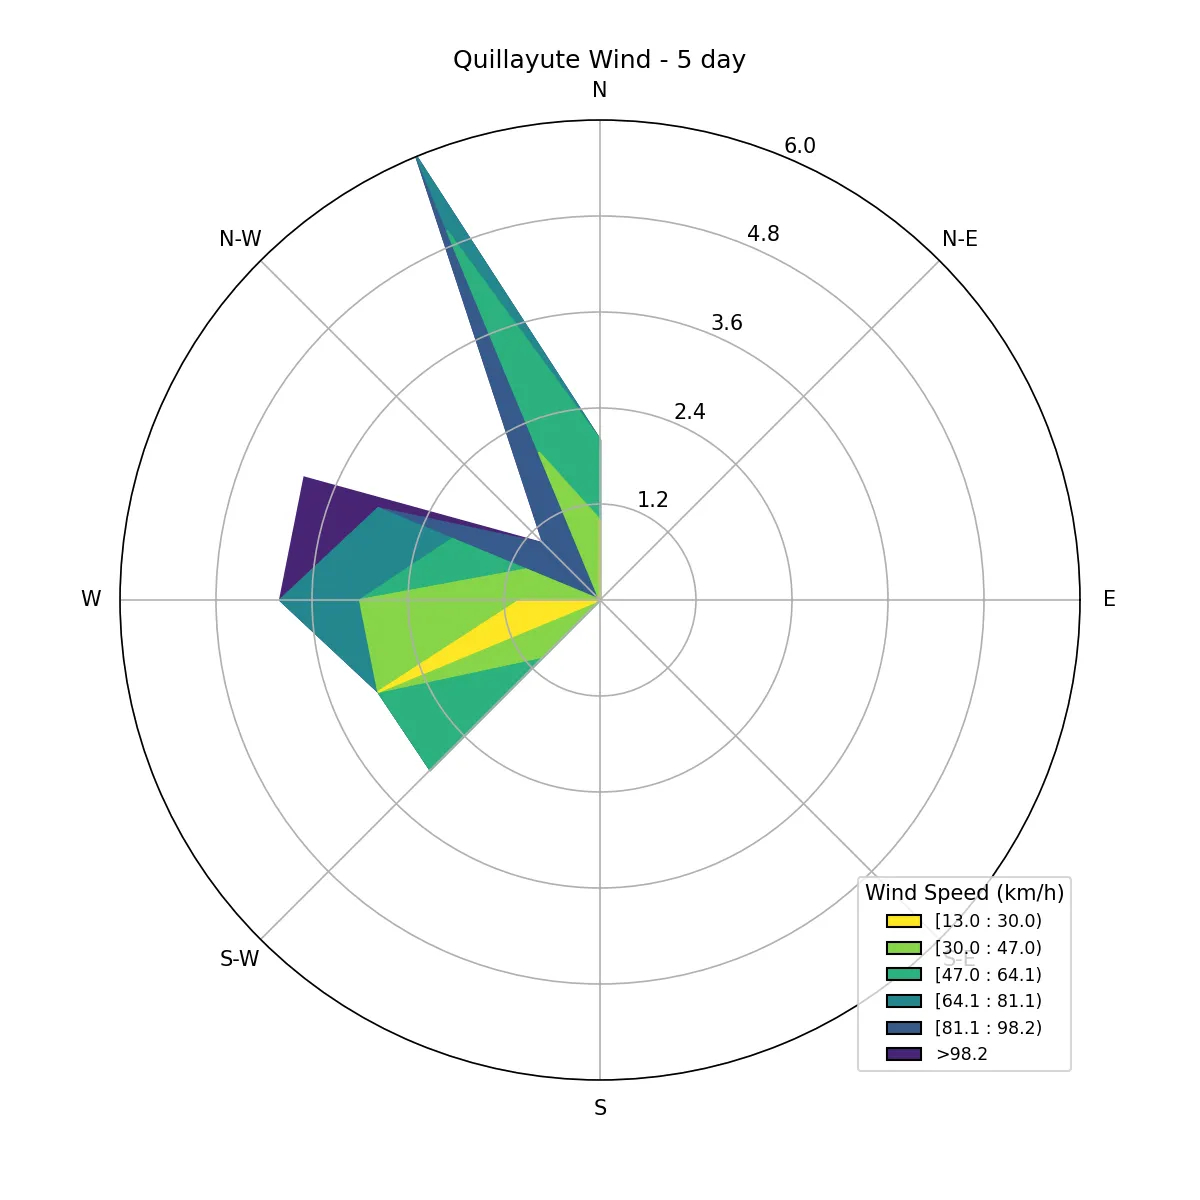 Quillayute Wind - 5 day
N
6.0
N-W
4.8
N-E
3.6
2.4
1.2
W
E
Wind Speed (km/h)
[13.0 : 30.0)
[30.0 : 47.0)
S-W
S-E
[47.0 : 64.1)
[64.1 : 81.1)
[81.1 : 98.2)
>98.2
S